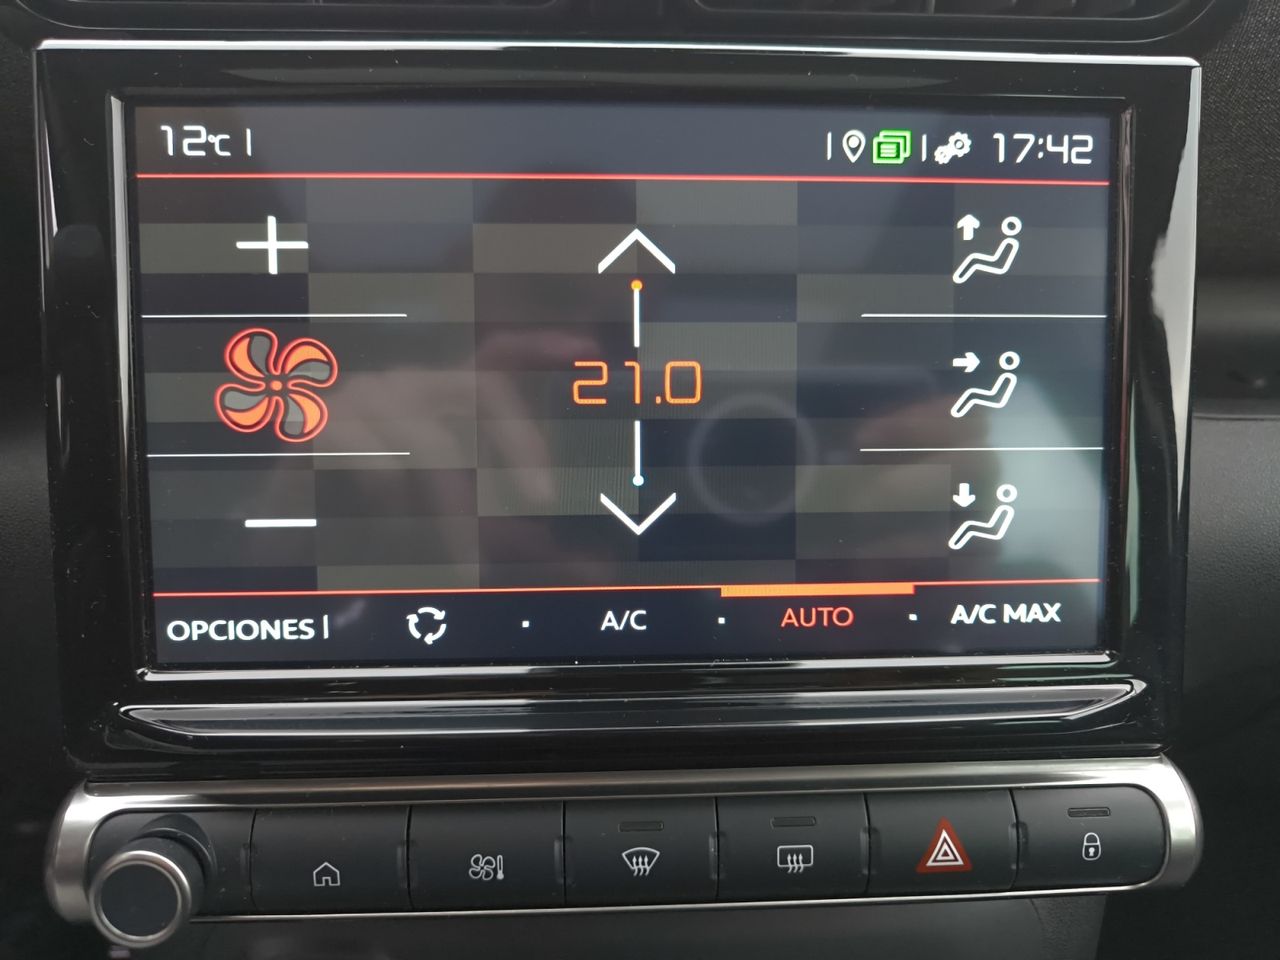 12°C
17:42
21.0
OPCIONES
A/C
AUTO
A/C MAX